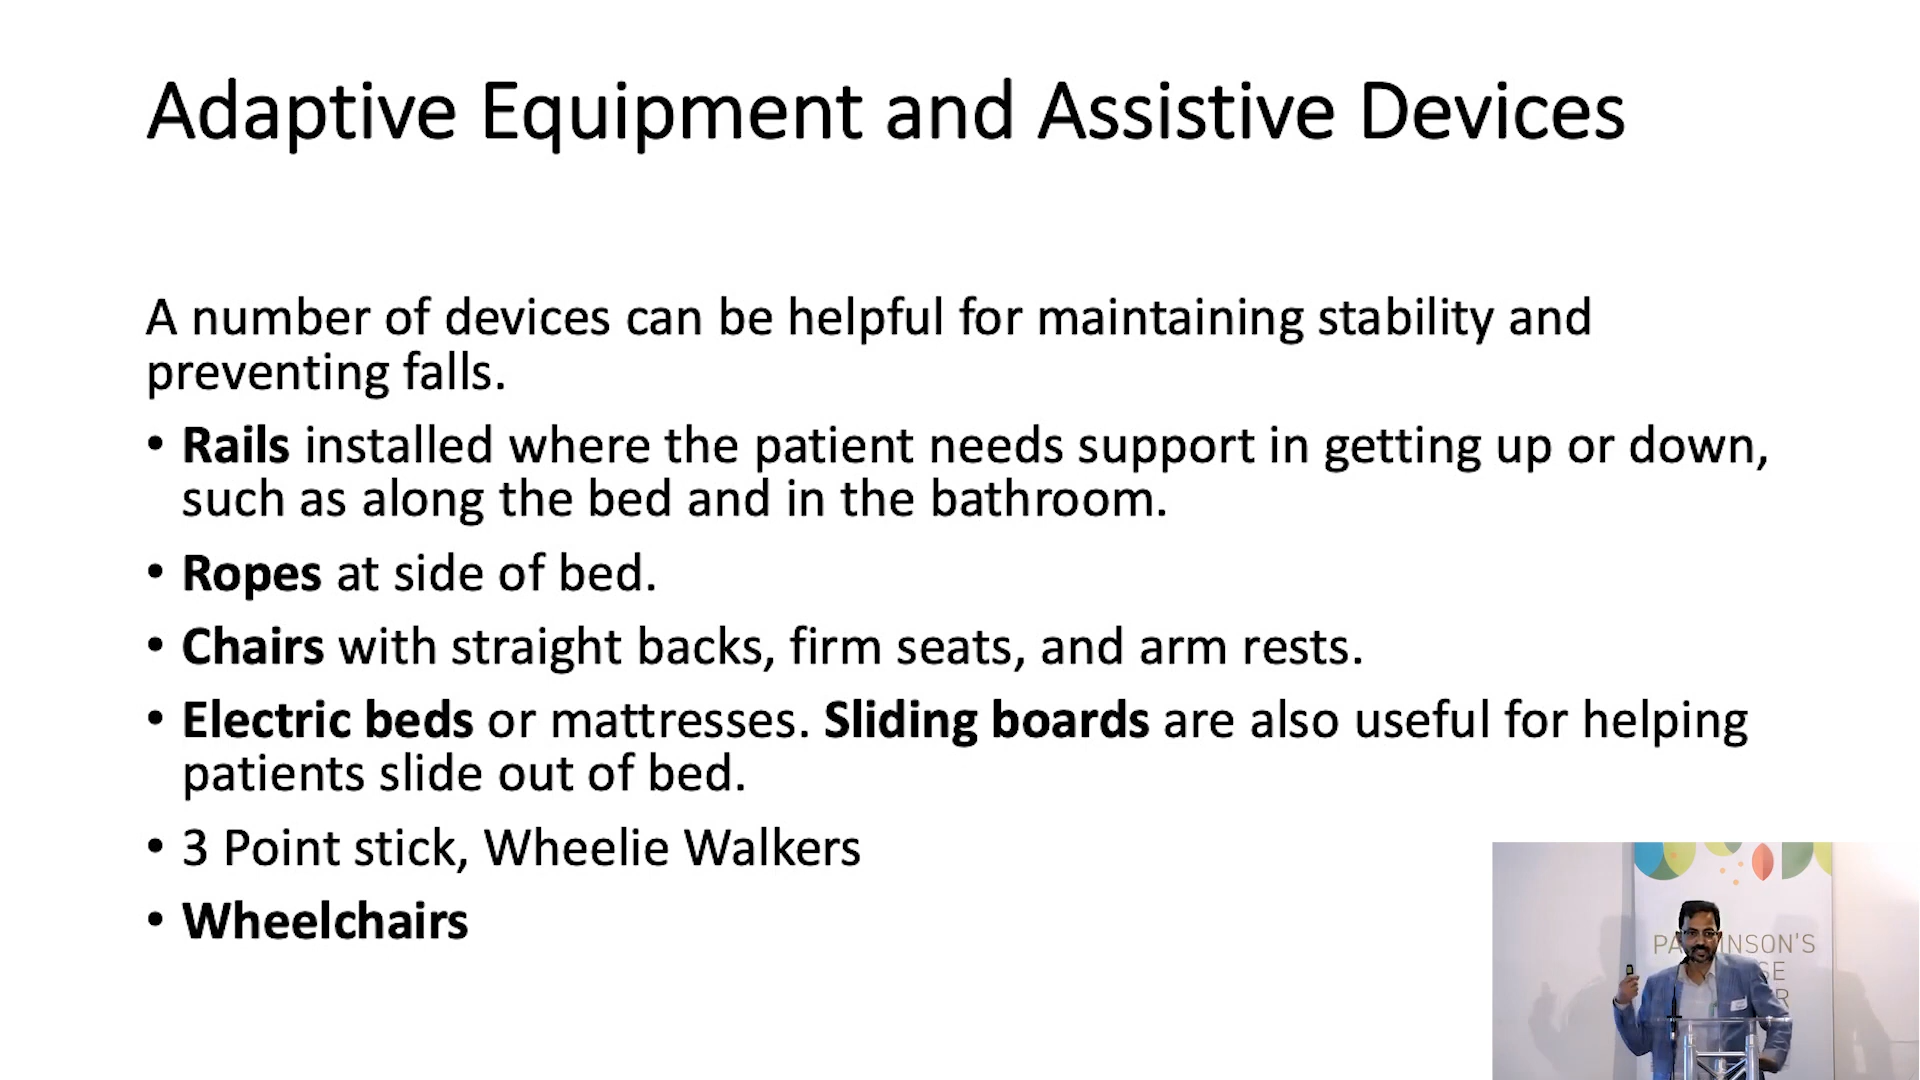 Adaptive Equipment and Assistive Devices
A number of devices can be helpful for maintaining stability and
preventing falls.
• Rails installed where the patient needs support in getting up or down,
such as along the bed and in the bathroom.
• Ropes at side of bed.
• Chairs with straight backs, firm seats, and arm rests.
• Electric beds or mattresses. Sliding boards are also useful for helping
patients slide out of bed.
• 3 Point stick, Wheelie Walkers
• Wheelchairs